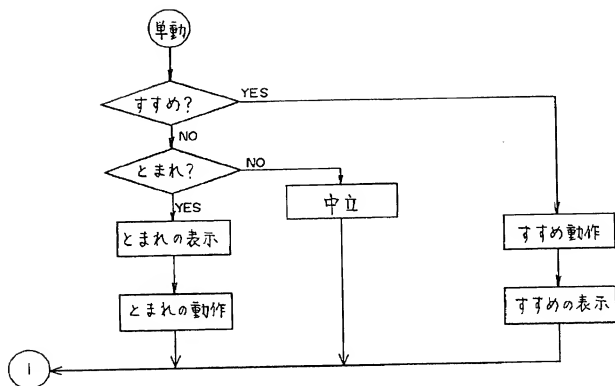 単動
すすめ?
YES
NO
とまれ?
NO
YES
中立
とまれの表示
すすめ動作
とまれの動作
すすめの表示
1